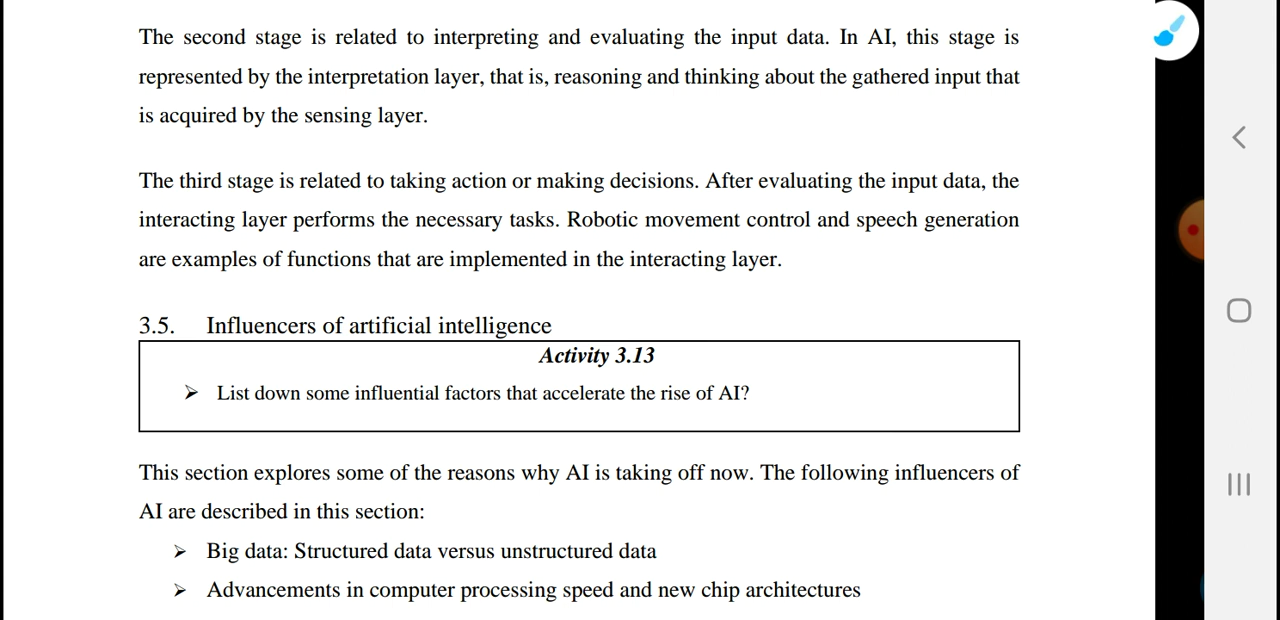 The second stage is related to interpreting and evaluating the input data. In AI, this stage is
represented by the interpretation layer, that is, reasoning and thinking about the gathered input that
is acquired by the sensing layer.
The third stage is related to taking action or making decisions. After evaluating the input data, the
interacting layer performs the necessary tasks. Robotic movement control and speech generation
are examples of functions that are implemented in the interacting layer.
3.5. Influencers of artificial intelligence
Activity 3.13
➢ List down some influential factors that accelerate the rise of AI?
This section explores some of the reasons why AI is taking off now. The following influencers of
AI are described in this section:
➢ Big data: Structured data versus unstructured data
➢ Advancements in computer processing speed and new chip architectures